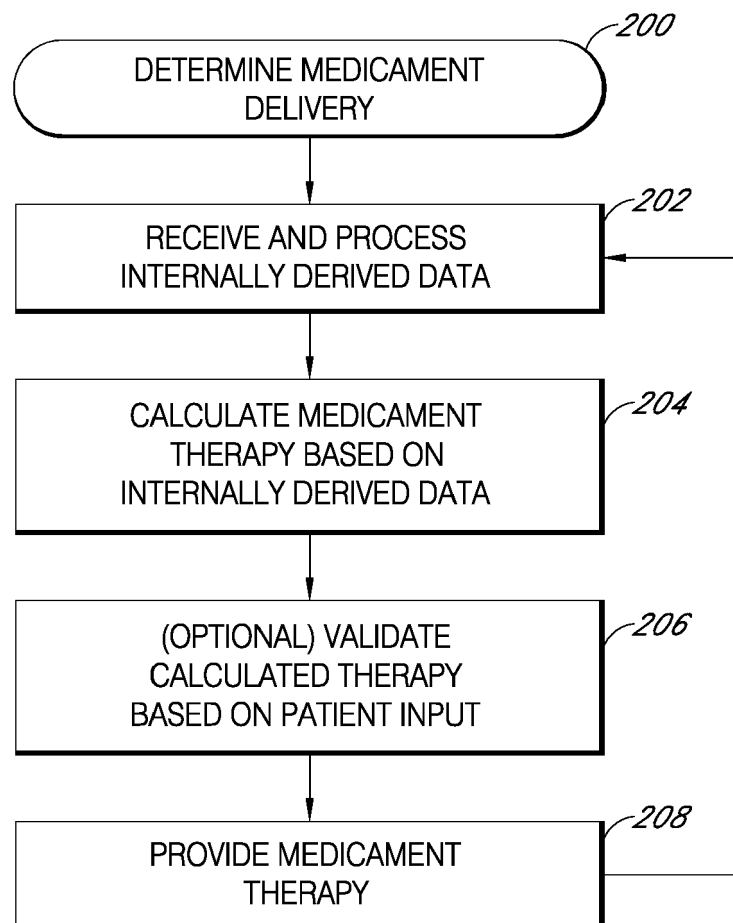 200
DETERMINE MEDICAMENT
DELIVERY
202
RECEIVE AND PROCESS
INTERNALLY DERIVED DATA
204
CALCULATE MEDICAMENT
THERAPY BASED ON
INTERNALLY DERIVED DATA
206
(OPTIONAL) VALIDATE
CALCULATED THERAPY
BASED ON PATIENT INPUT
208
PROVIDE MEDICAMENT
THERAPY